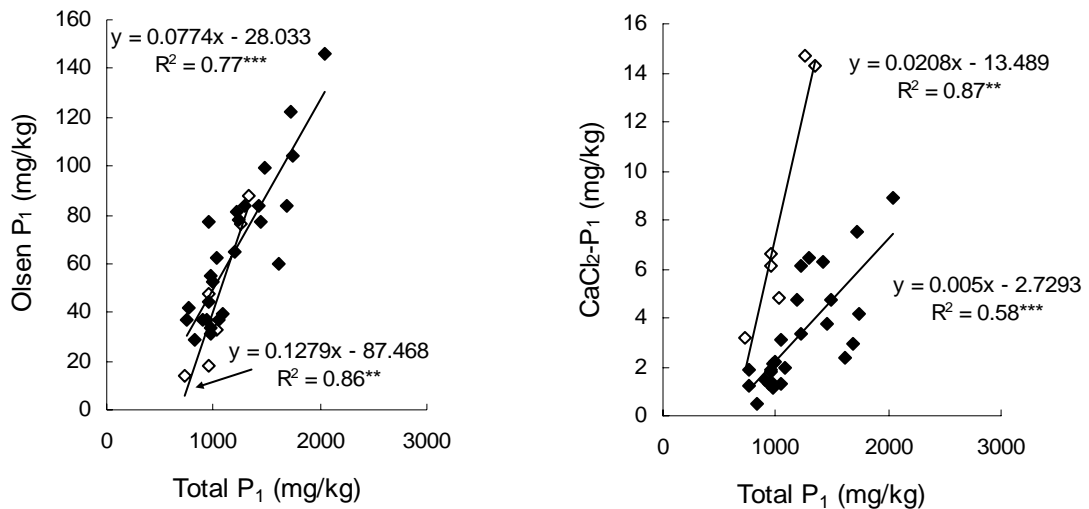 160
140
120
100
80
60
40
20
0
y = 0.0774x - 28.033
R² = 0.77***
y = 0.1279x - 87.468
R² = 0.86**
Olsen P₁ (mg/kg)
0 1000 2000 3000
Total P₁ (mg/kg)
16
14
12
10
8
6
4
2
0
y = 0.0208x - 13.489
R² = 0.87**
y = 0.005x - 2.7293
R² = 0.58***
CaCl₂-P₁ (mg/kg)
0 1000 2000 3000
Total P₁ (mg/kg)